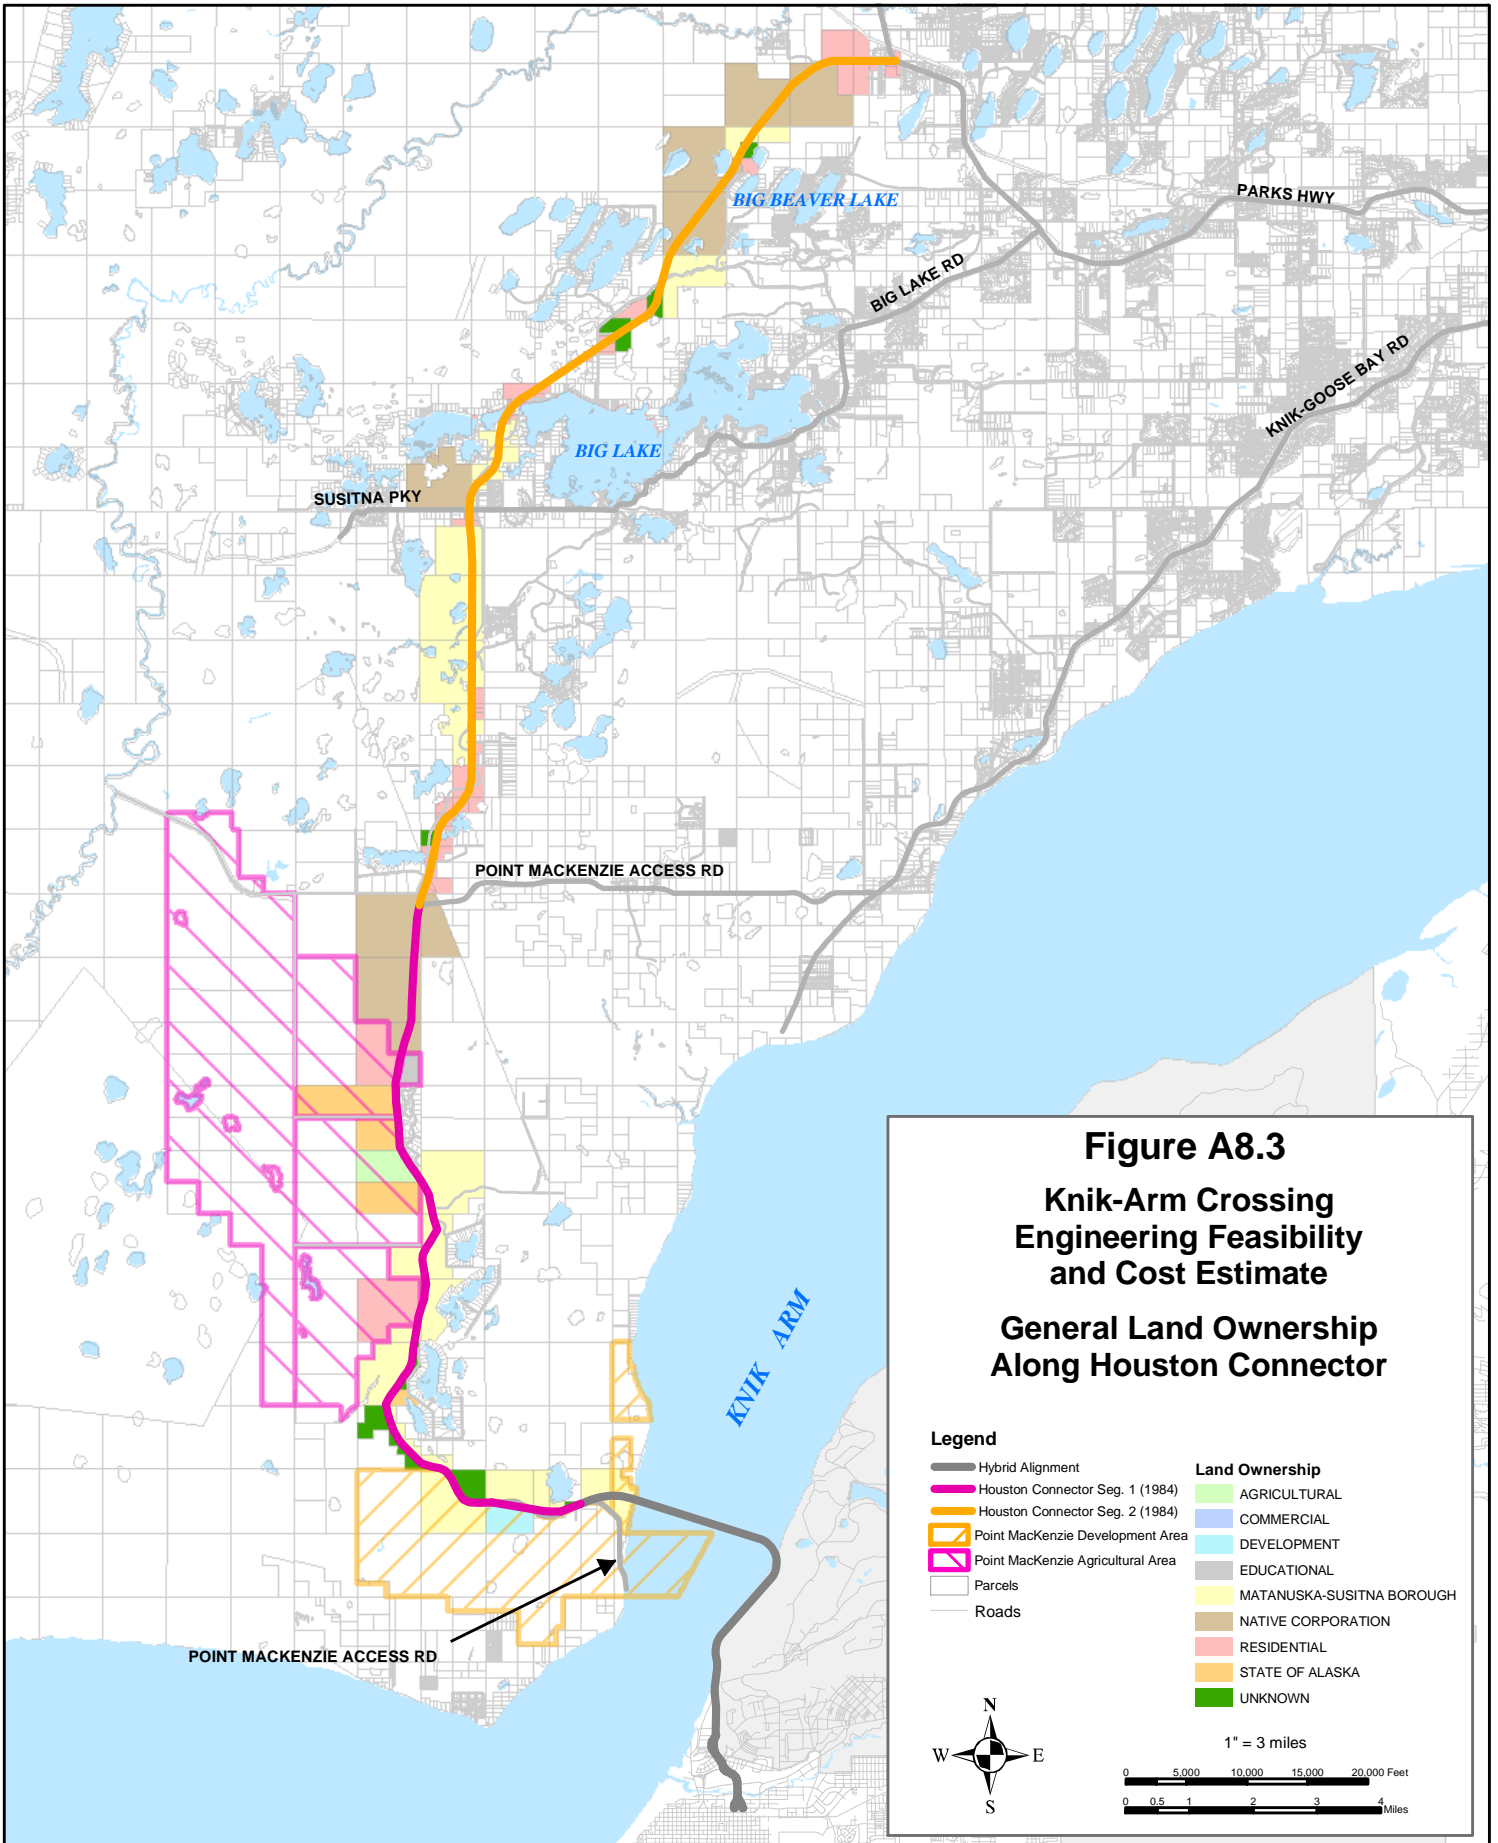 BIG BEAVER LAKE
PARKS HWY
BIG LAKE RD
KNIK-GOOSE BAY RD
BIG LAKE
SUSITNA PKY
POINT MACKENZIE ACCESS RD
KNIK ARM
POINT MACKENZIE ACCESS RD
Figure A8.3
Knik-Arm Crossing
Engineering Feasibility
and Cost Estimate
General Land Ownership
Along Houston Connector
Legend
Hybrid Alignment
Houston Connector Seg. 1 (1984)
Houston Connector Seg. 2 (1984)
Point MacKenzie Development Area
Point MacKenzie Agricultural Area
Parcels
Roads
Land Ownership
AGRICULTURAL
COMMERCIAL
DEVELOPMENT
EDUCATIONAL
MATANUSKA-SUSITNA BOROUGH
NATIVE CORPORATION
RESIDENTIAL
STATE OF ALASKA
UNKNOWN
N
W E
S
1" = 3 miles
0 5,000 10,000 15,000 20,000 Feet
0 0.5 1 2 3 4 Miles